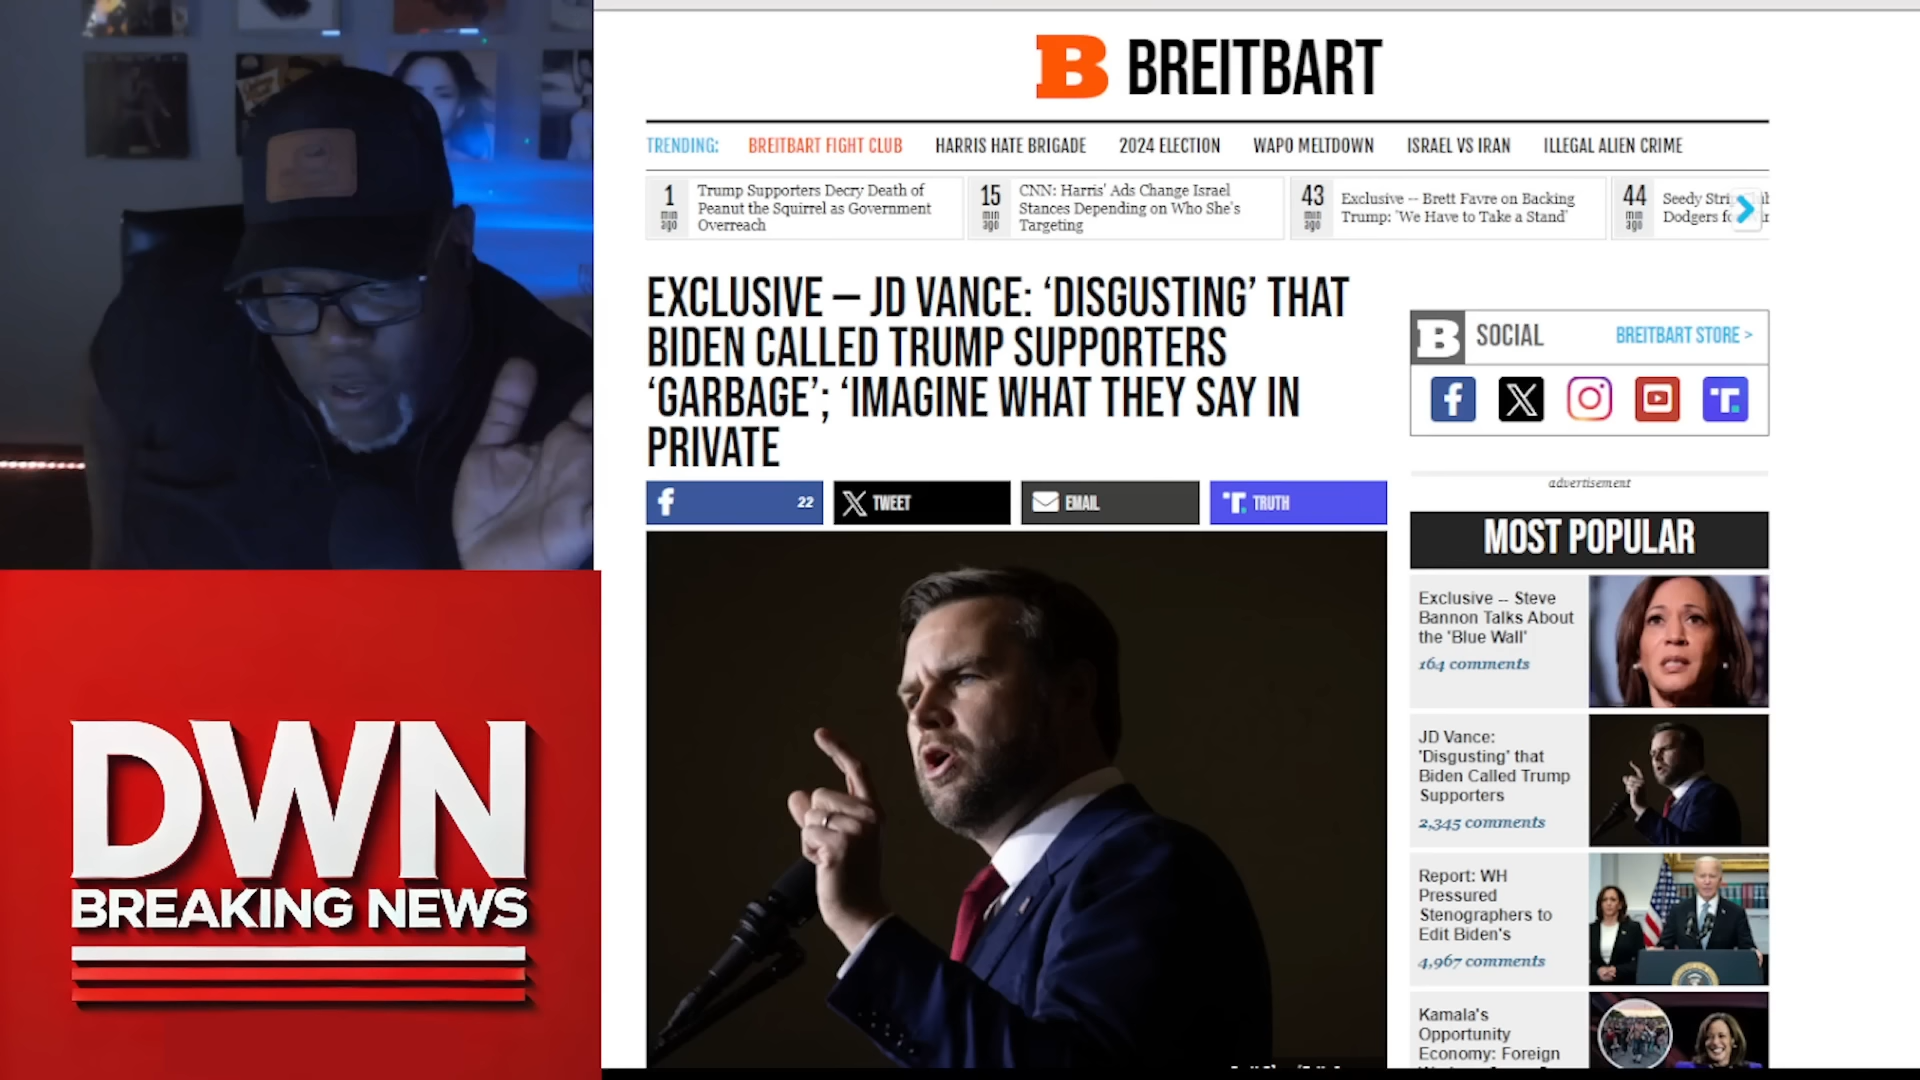 BREITBART
TRENDING: BREITBART FIGHT CLUB HARRIS HATE BRIGADE 2024 ELECTION WAPO MELTDOWN ISRAEL VS IRAN ILLEGAL ALIEN CRIME
1 min ago
Trump Supporters Decry Death of
Peanut the Squirrel as Government
Overreach
15 min ago
CNN: Harris' Ads Change Israel
Stances Depending on Who She's
Targeting
43 min ago
Exclusive -- Brett Favre on Backing
Trump: 'We Have to Take a Stand'
44 min ago
Seedy
Dodgers
EXCLUSIVE — JD VANCE: ‘DISGUSTING’ THAT
BIDEN CALLED TRUMP SUPPORTERS
‘GARBAGE’; ‘IMAGINE WHAT THEY SAY IN
PRIVATE
22
TWEET
EMAIL
TRUTH
SOCIAL
BREITBART STORE >
advertisement
MOST POPULAR
Exclusive -- Steve
Bannon Talks About
the 'Blue Wall'
164 comments
JD Vance:
'Disgusting' that
Biden Called Trump
Supporters
2,345 comments
Report: WH
Pressured
Stenographers to
Edit Biden's
4,967 comments
Kamala's
Opportunity
Economy: Foreign
DWN
BREAKING NEWS